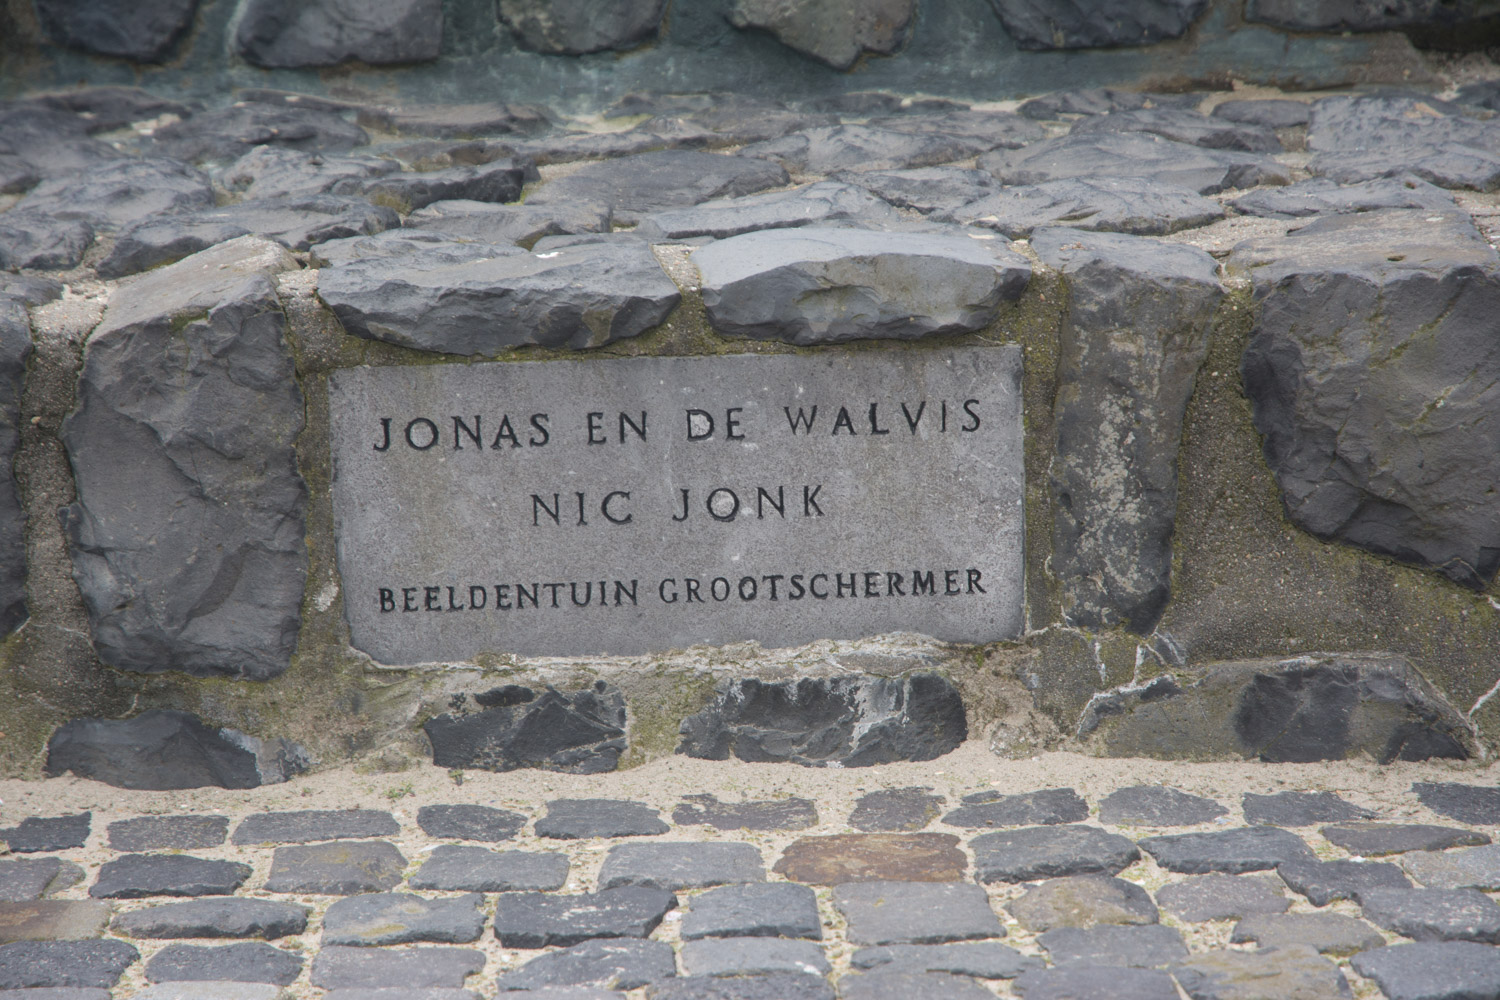 JONAS EN DE WALVIS
NIC JONK
BEELDENTUIN GROOTSCHERMER